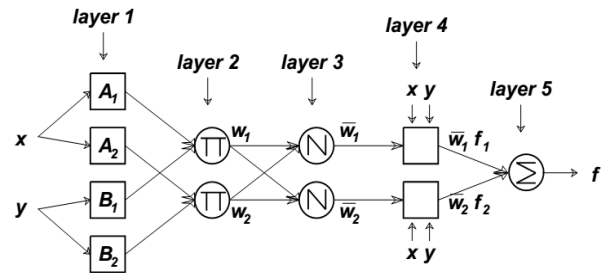 layer 1
layer 2
layer 3
layer 4
layer 5
x
y
A1
A2
B1
B2
Π
Π
w1
w2
N
N
w̅1
w̅2
x y
x y
w̅1 f1
w̅2 f2
Σ
f